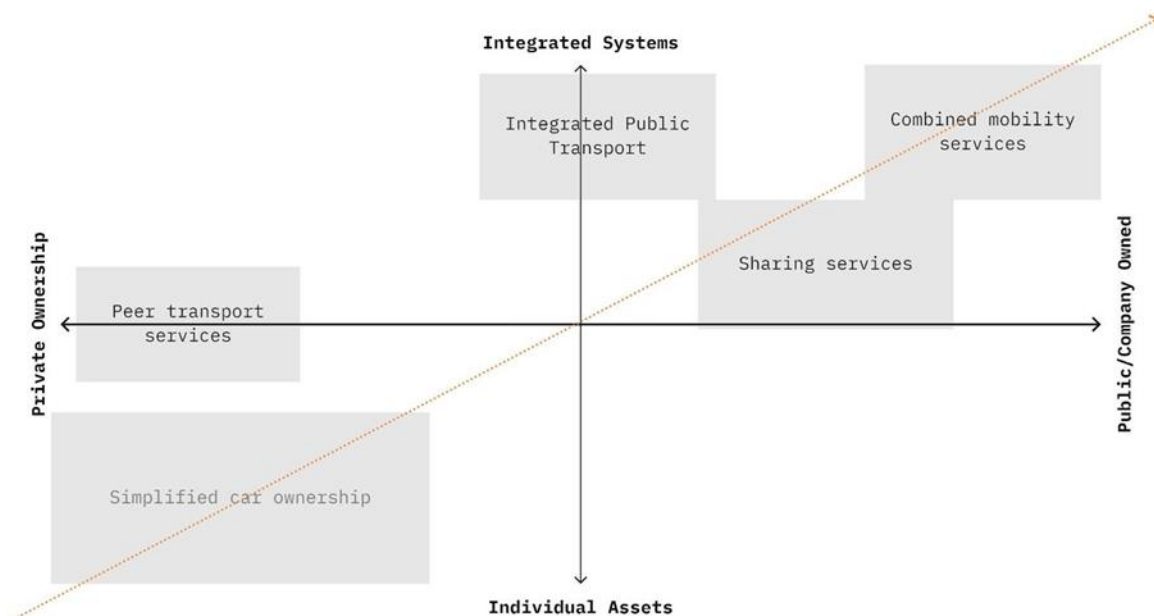 Integrated Systems
Integrated Public
Transport
Combined mobility
services
Sharing services
Private Ownership
Peer transport
services
Public/Company Owned
Simplified car ownership
Individual Assets